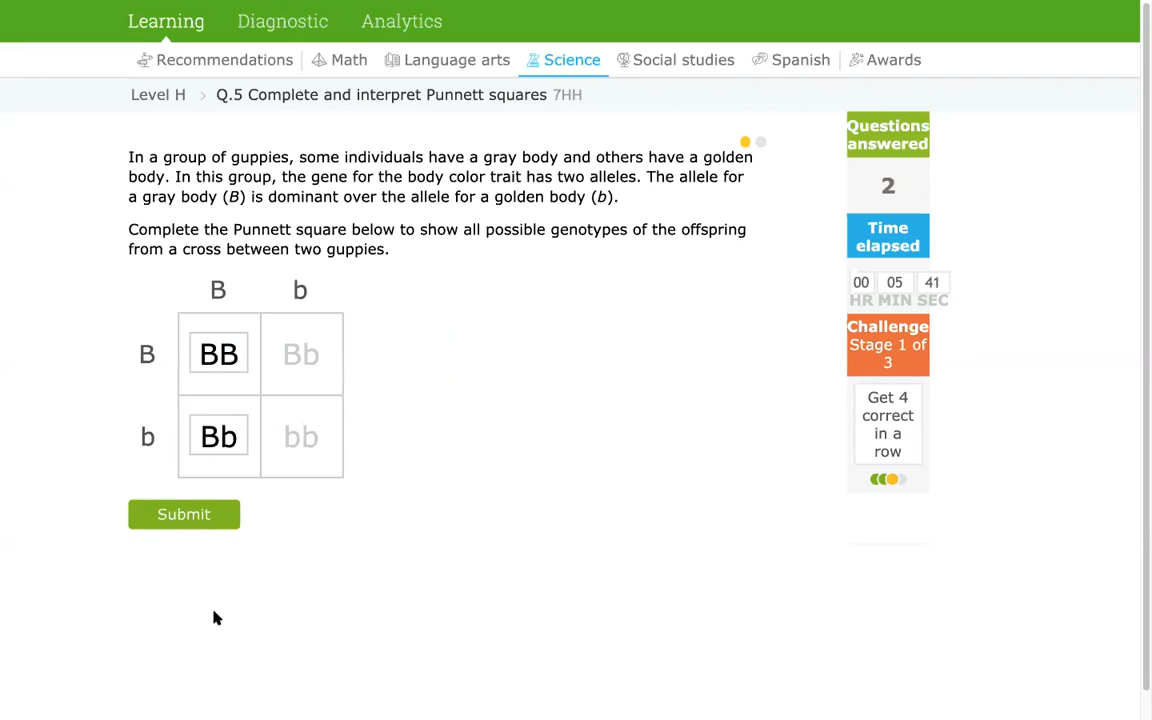 Learning Diagnostic Analytics
Recommendations Math Language arts Science Social studies Spanish Awards
Level H > Q.5 Complete and interpret Punnett squares 7HH
In a group of guppies, some individuals have a gray body and others have a golden
body. In this group, the gene for the body color trait has two alleles. The allele for
a gray body (B) is dominant over the allele for a golden body (b).
Complete the Punnett square below to show all possible genotypes of the offspring
from a cross between two guppies.
B b
B BB Bb
b Bb bb
Submit
Questions
answered
2
Time
elapsed
00 05 41
HR MIN SEC
Challenge
Stage 1 of
3
Get 4
correct
in a
row